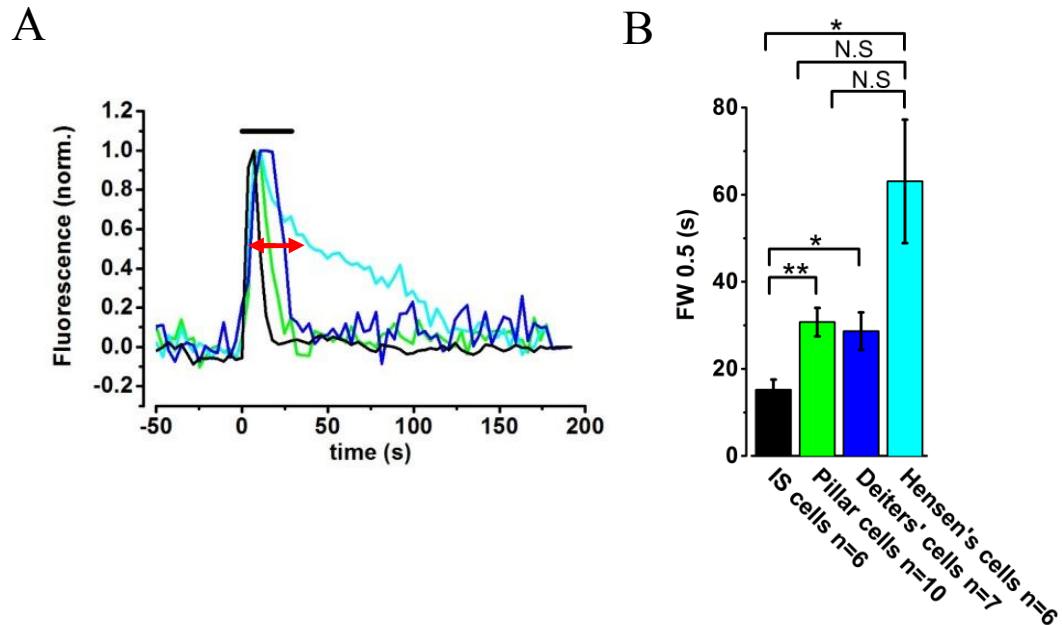 A
Fluorescence (norm.)
1.2
1.0
0.8
0.6
0.4
0.2
0.0
-0.2
-50
0
50
100
150
200
time (s)
B
*
N.S
N.S
*
**
FW 0.5 (s)
80
60
40
20
0
IS cells n=6
Pillar cells n=10
Deiters' cells n=7
Hensen's cells n=6